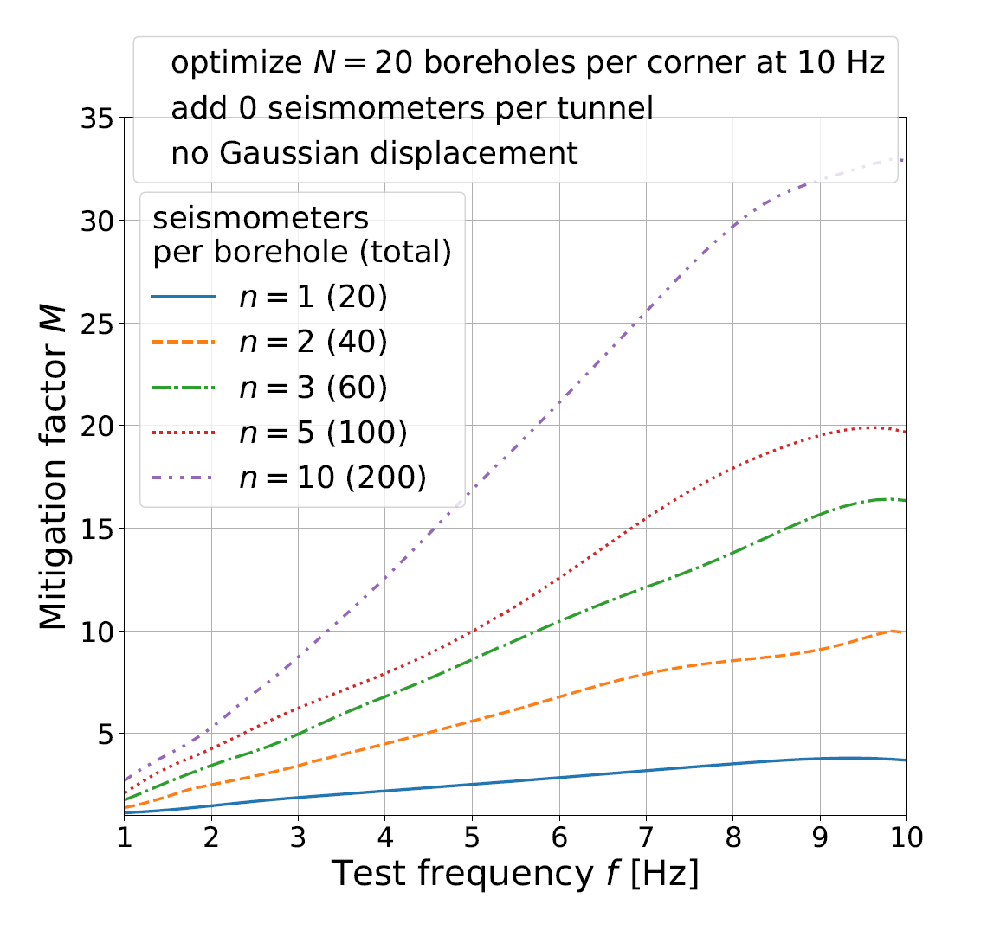 optimize N = 20 boreholes per corner at 10 Hz
add 0 seismometers per tunnel
no Gaussian displacement
seismometers
per borehole (total)
n = 1 (20)
n = 2 (40)
n = 3 (60)
n = 5 (100)
n = 10 (200)
Mitigation factor M
35
30
25
20
15
10
5
1 2 3 4 5 6 7 8 9 10
Test frequency f [Hz]